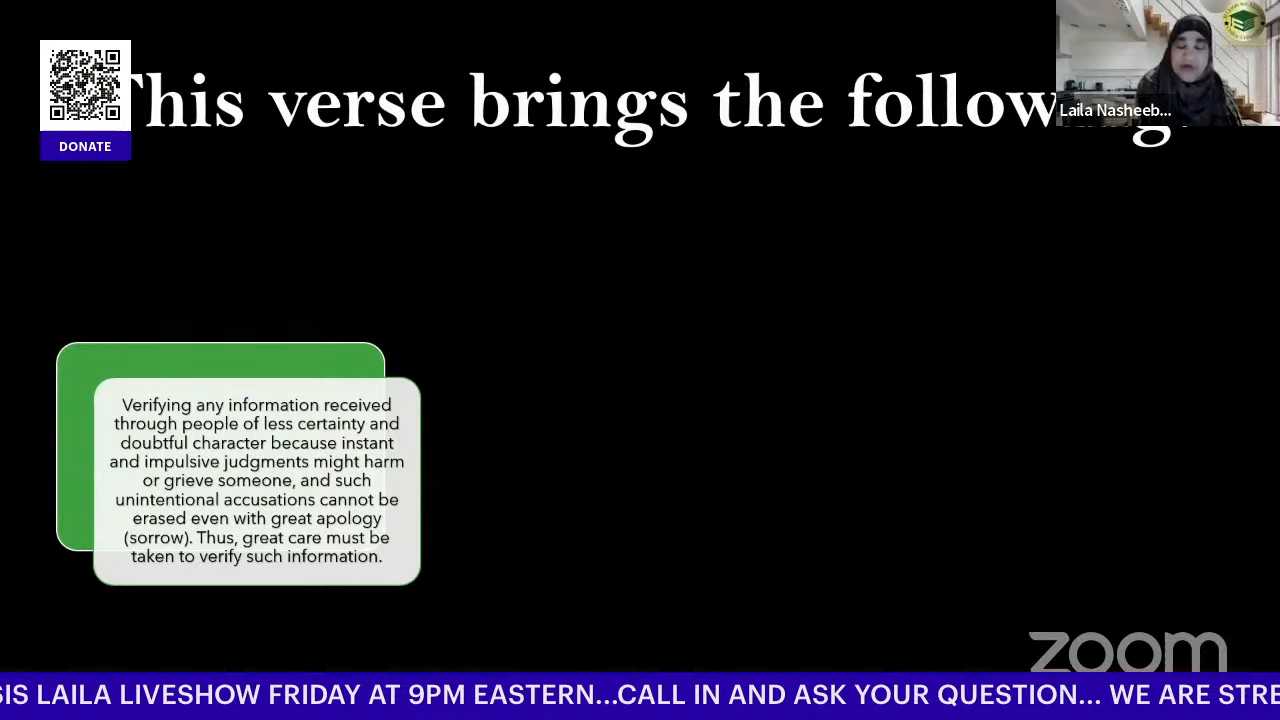 This verse brings the following:
DONATE
Laila Nasheeb...
Verifying any information received
through people of less certainty and
doubtful character because instant
and impulsive judgments might harm
or grieve someone, and such
unintentional accusations cannot be
erased even with great apology
(sorrow). Thus, great care must be
taken to verify such information.
zoom
SIS LAILA LIVESHOW FRIDAY AT 9PM EASTERN...CALL IN AND ASK YOUR QUESTION... WE ARE STRE